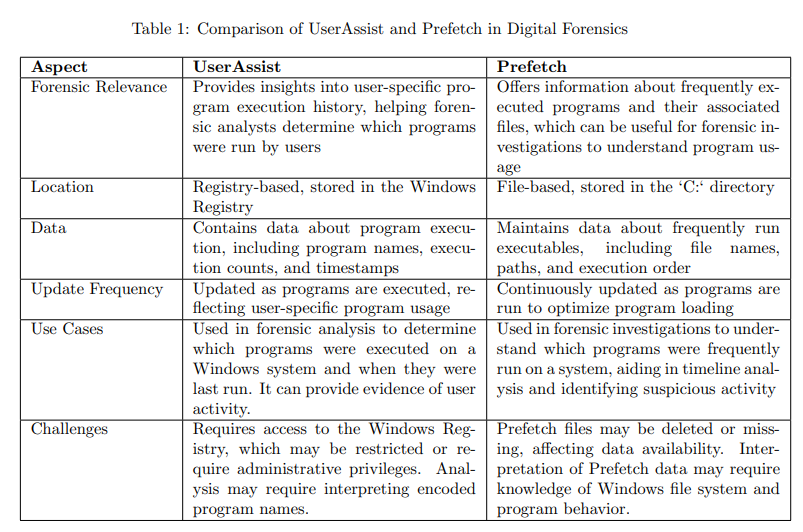 Table 1: Comparison of UserAssist and Prefetch in Digital Forensics
Aspect UserAssist Prefetch
Forensic Relevance Provides insights into user-specific pro- Offers information about frequently ex-
gram execution history, helping foren- ecuted programs and their associated
sic analysts determine which programs files, which can be useful for forensic in-
were run by users vestigations to understand program us-
age
Location Registry-based, stored in the Windows File-based, stored in the ‘C:‘ directory
Registry
Data Contains data about program execu- Maintains data about frequently run
tion, including program names, execu- executables, including file names,
tion counts, and timestamps paths, and execution order
Update Frequency Updated as programs are executed, re- Continuously updated as programs are
flecting user-specific program usage run to optimize program loading
Use Cases Used in forensic analysis to determine Used in forensic investigations to under-
which programs were executed on a stand which programs were frequently
Windows system and when they were run on a system, aiding in timeline anal-
last run. It can provide evidence of user ysis and identifying suspicious activity
activity.
Challenges Requires access to the Windows Reg- Prefetch files may be deleted or miss-
istry, which may be restricted or re- ing, affecting data availability. Inter-
quire administrative privileges. Anal- pretation of Prefetch data may require
ysis may require interpreting encoded knowledge of Windows file system and
program names. program behavior.